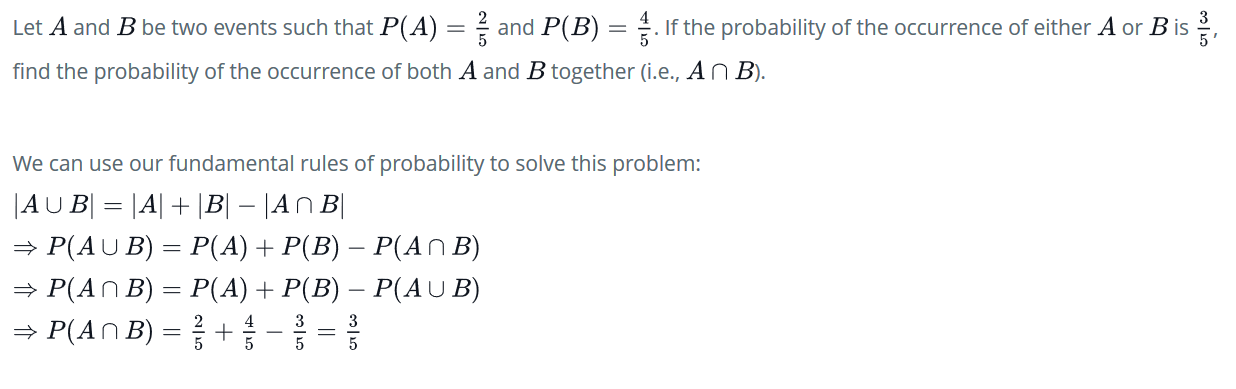 Let A and B be two events such that P(A) = 2/5 and P(B) = 4/5. If the probability of the occurrence of either A or B is 3/5,
find the probability of the occurrence of both A and B together (i.e., A ∩ B).
We can use our fundamental rules of probability to solve this problem:
|A ∪ B| = |A| + |B| − |A ∩ B|
⇒ P(A ∪ B) = P(A) + P(B) − P(A ∩ B)
⇒ P(A ∩ B) = P(A) + P(B) − P(A ∪ B)
⇒ P(A ∩ B) = 2/5 + 4/5 − 3/5 = 3/5